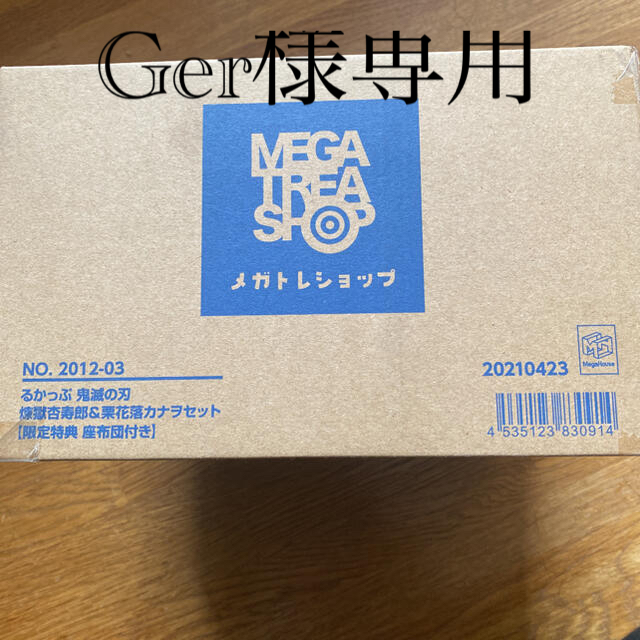 Ger様専用
MEGA
TREA
SHOP
メガトレショップ
NO. 2012-03
るかっぷ 鬼滅の刃
煉獄杏寿郎&栗花落カナヲセット
【限定特典 座布団付き】
20210423
MegaHouse
4 535123 830914